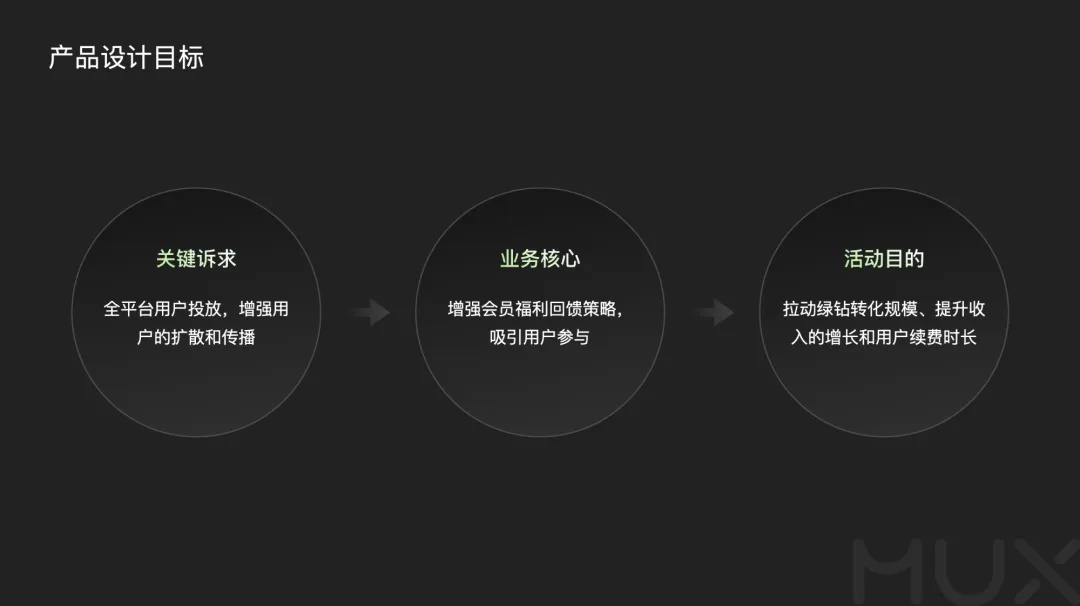 产品设计目标
关键诉求
全平台用户投放，增强用
户的扩散和传播
业务核心
增强会员福利回馈策略，
吸引用户参与
活动目的
拉动绿钻转化规模、提升收
入的增长和用户续费时长
MUX